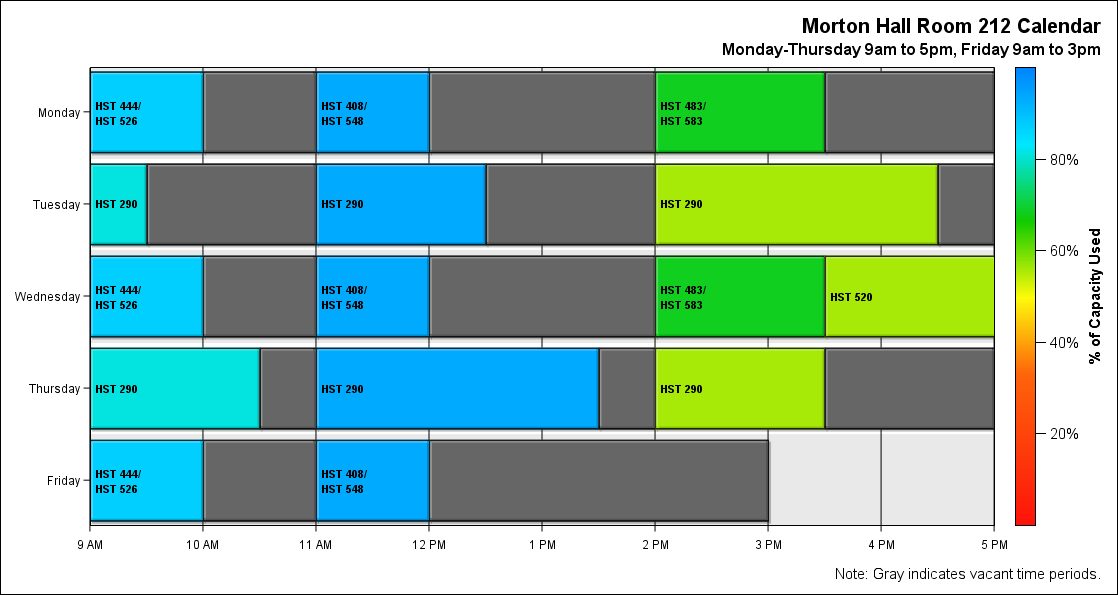 Morton Hall Room 212 Calendar
Monday-Thursday 9am to 5pm, Friday 9am to 3pm
Monday
HST 444/
HST 526
HST 408/
HST 548
HST 483/
HST 583
Tuesday
HST 290
HST 290
HST 290
Wednesday
HST 444/
HST 526
HST 408/
HST 548
HST 483/
HST 583
HST 520
Thursday
HST 290
HST 290
HST 290
Friday
HST 444/
HST 526
HST 408/
HST 548
9 AM
10 AM
11 AM
12 PM
1 PM
2 PM
3 PM
4 PM
5 PM
80%
60%
40%
20%
% of Capacity Used
Note: Gray indicates vacant time periods.